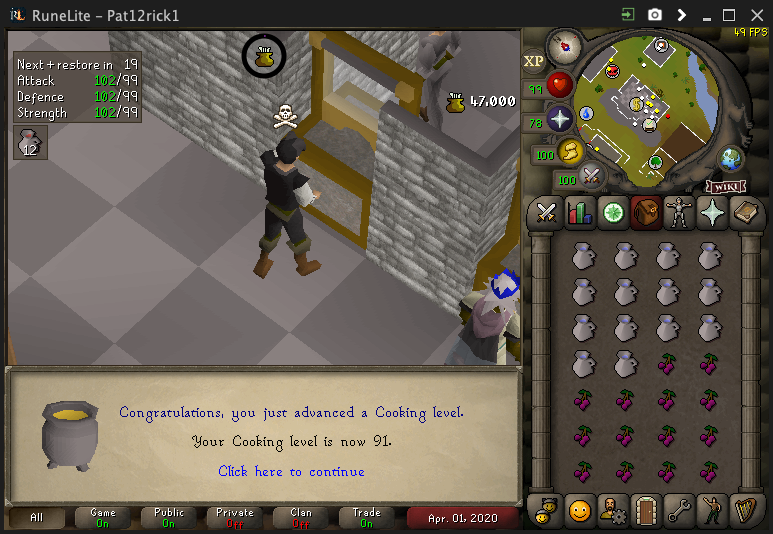 RuneLite - Pat12rick1
49 FPS
Next + restore in 19
Attack 102/99
Defence 102/99
Strength 102/99
12
47,000
XP
99
78
100
100
WIKI
Congratulations, you just advanced a Cooking level.
Your Cooking level is now 91.
Click here to continue
All
Game
On
Public
On
Private
Off
Clan
Off
Trade
On
Apr. 01, 2020